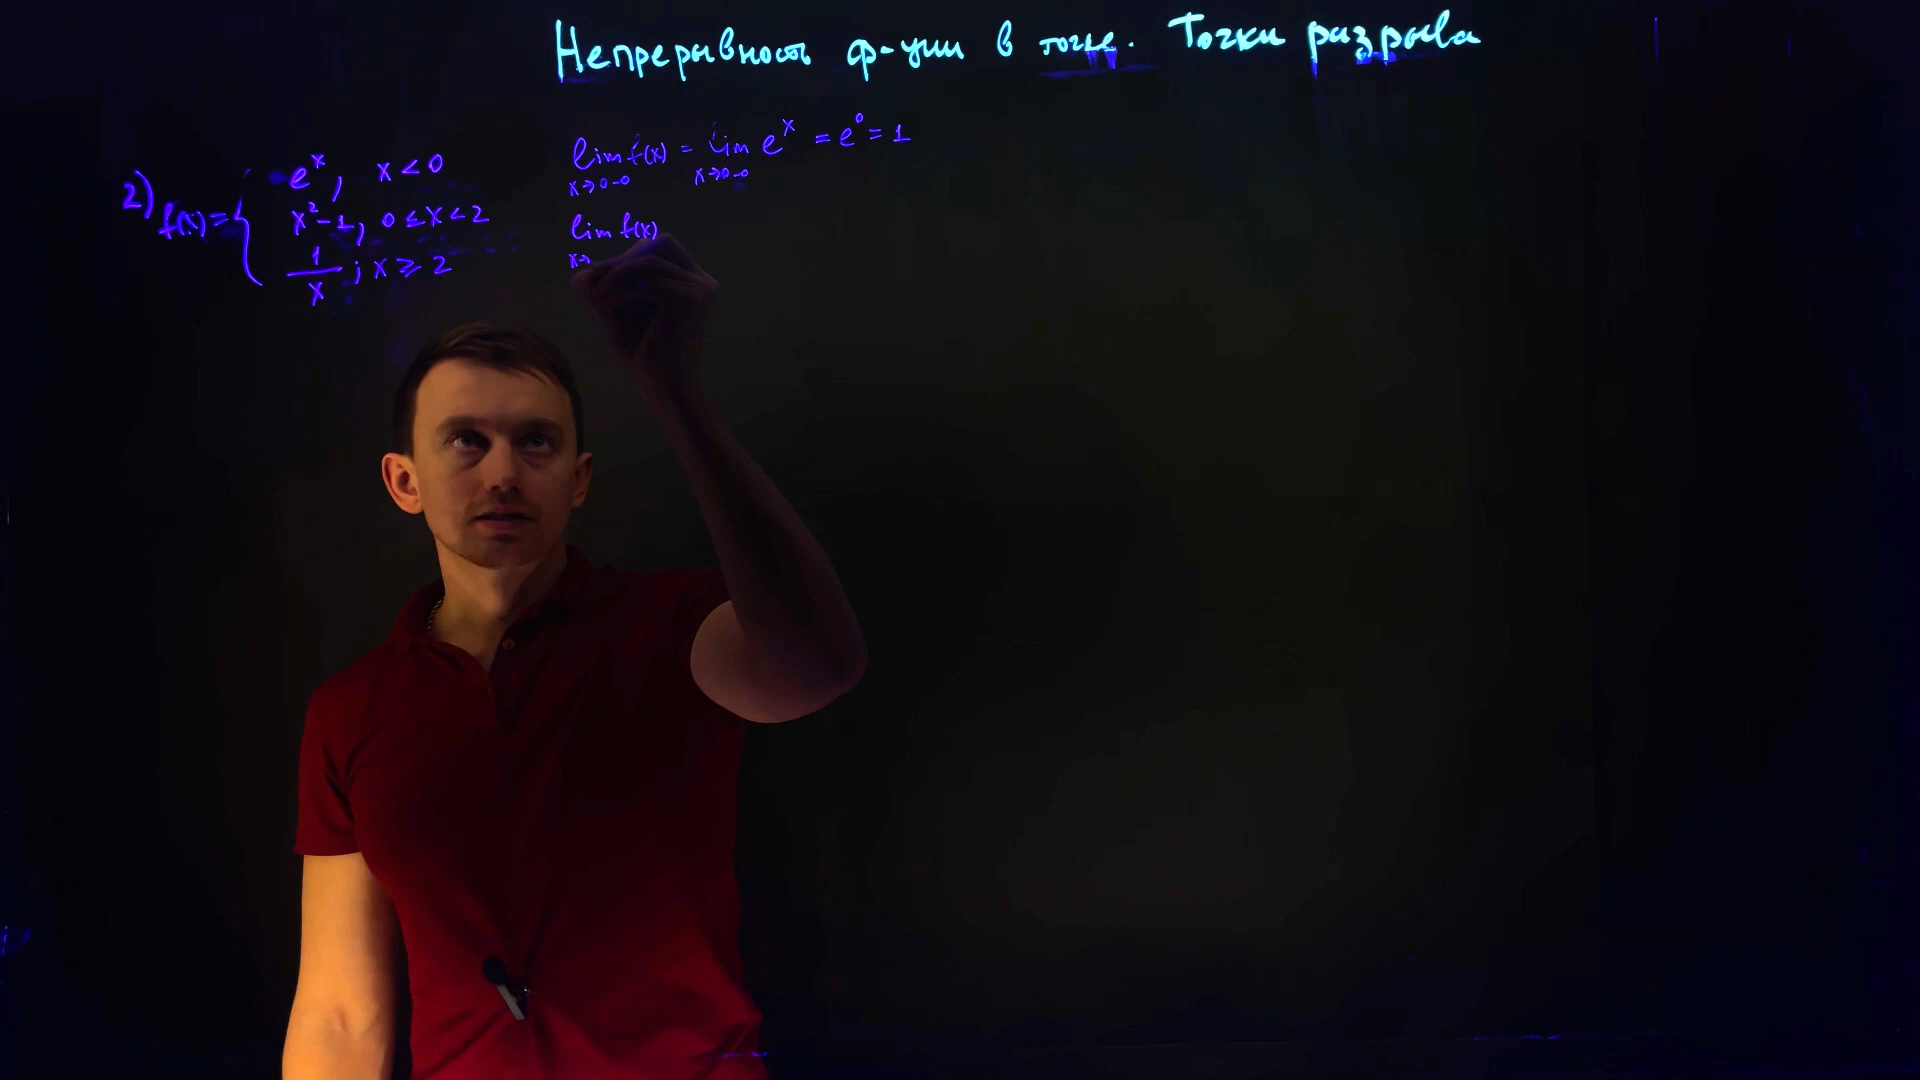 Непрерывность ф-ции в точке. Точки разрыва
2) f(x) = { e^x, x < 0
x^2 - 1, 0 ≤ x < 2
1/x ; x ≥ 2
lim f(x) = lim e^x = e^0 = 1
x→0-0 x→0-0
lim f(x)
x→